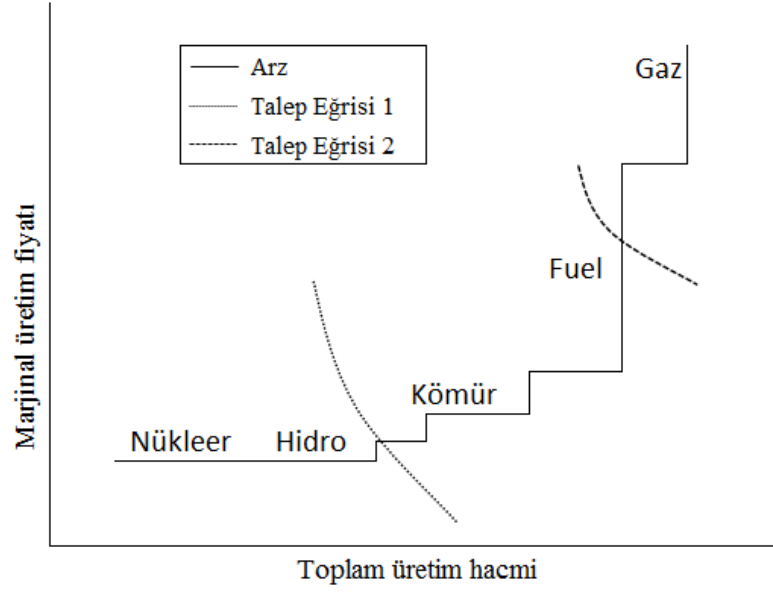 Arz
Talep Eğrisi 1
Talep Eğrisi 2
Gaz
Fuel
Kömür
Nükleer
Hidro
Marjinal üretim fiyatı
Toplam üretim hacmi